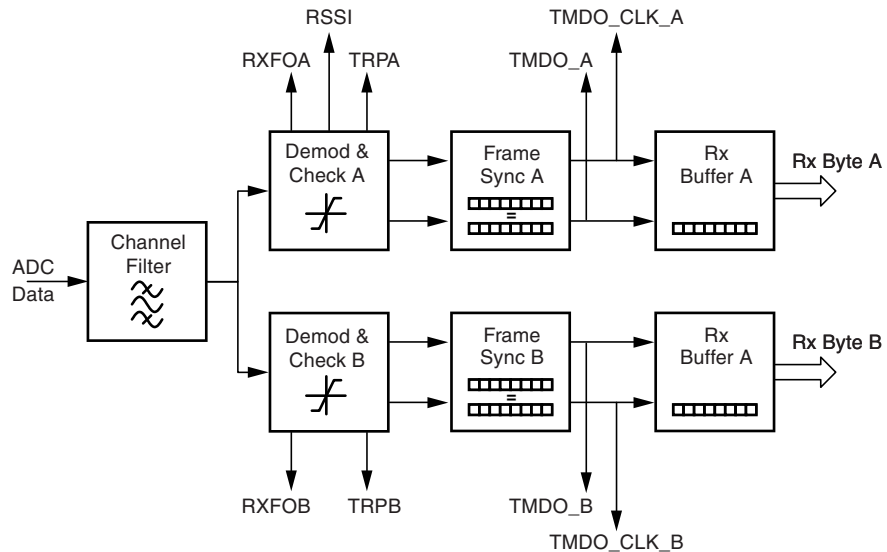 TMDO_CLK_A
RSSI
RXFOA
TRPA
TMDO_A
Demod &
Check A
Frame
Sync A
=
Rx
Buffer A
Rx Byte A
Channel
Filter
ADC
Data
Demod &
Check B
Frame
Sync B
=
Rx
Buffer A
Rx Byte B
RXFOB
TRPB
TMDO_B
TMDO_CLK_B